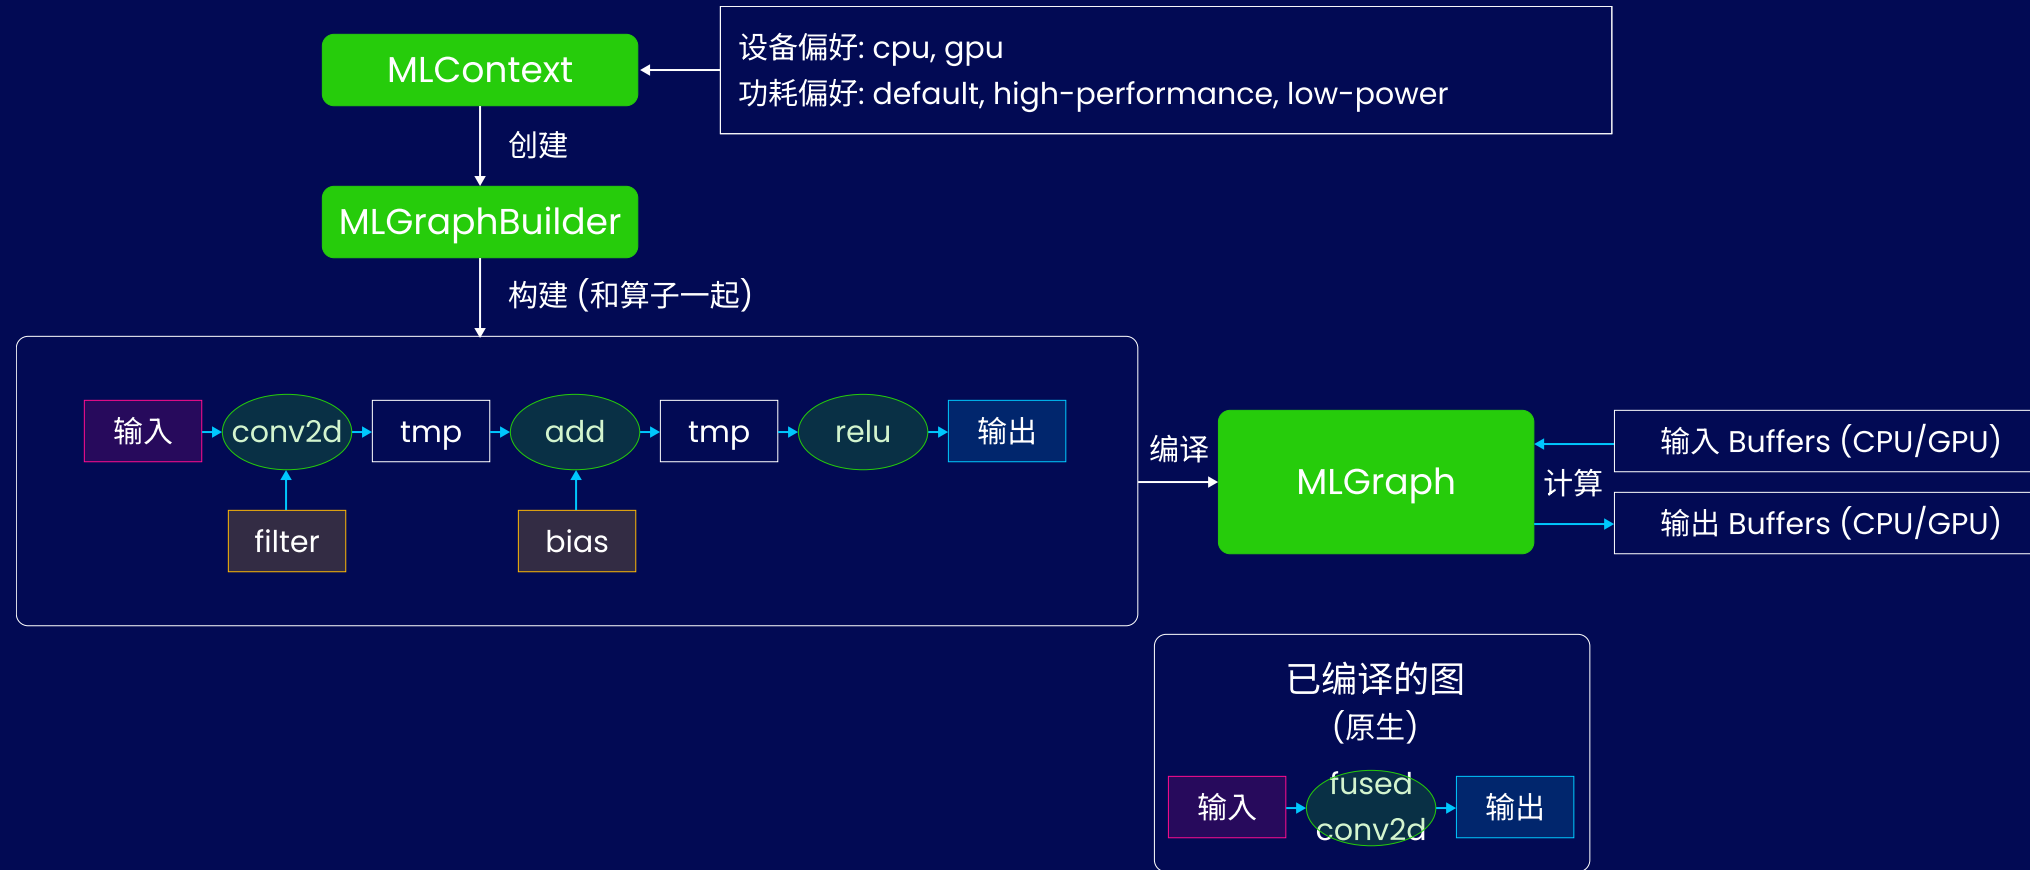 MLContext
设备偏好: cpu, gpu
功耗偏好: default, high-performance, low-power
创建
MLGraphBuilder
构建 (和算子一起)
输入
conv2d
tmp
add
tmp
relu
输出
filter
bias
编译
MLGraph
输入 Buffers (CPU/GPU)
计算
输出 Buffers (CPU/GPU)
已编译的图
(原生)
输入
fused
conv2d
输出